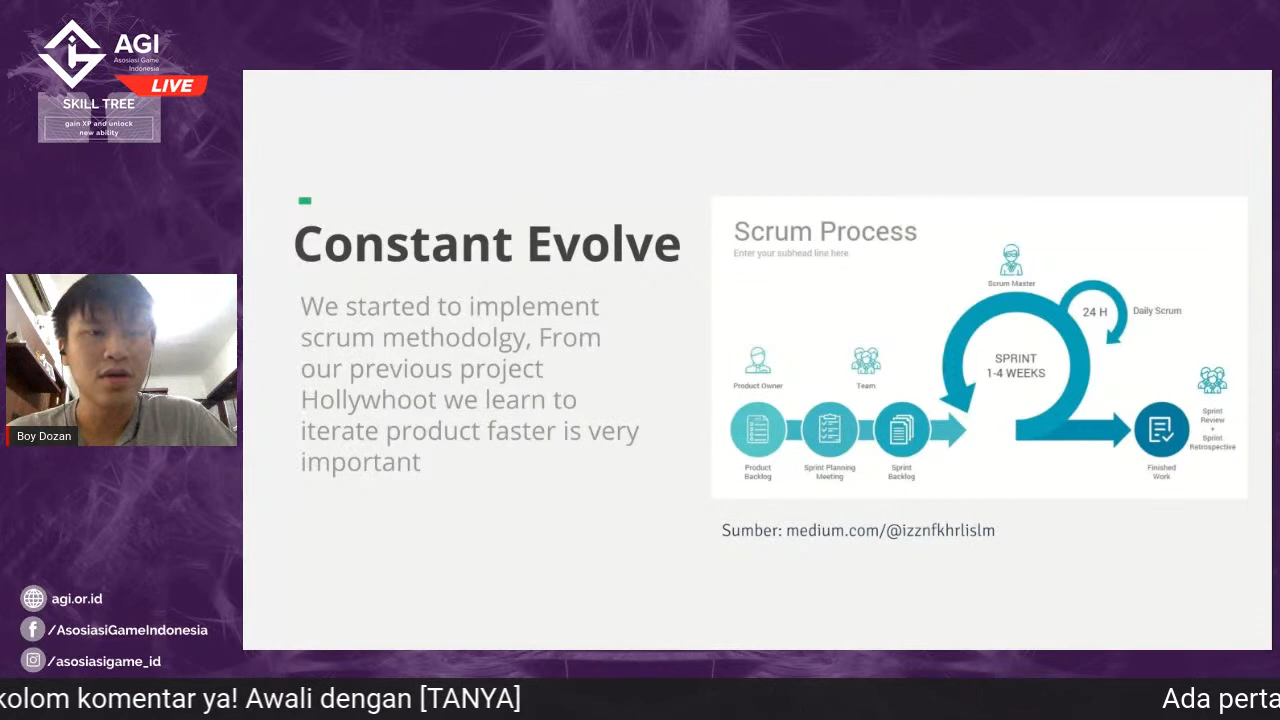 AGI
Asosiasi Game
Indonesia
LIVE
SKILL TREE
gain XP and unlock
new ability
Boy Dozan
agi.or.id
/AsosiasiGameIndonesia
/asosiasigame_id
Constant Evolve
We started to implement
scrum methodolgy, From
our previous project
Hollywhoot we learn to
iterate product faster is very
important
Scrum Process
Enter your subhead line here
Scrum Master
24 H
Daily Scrum
SPRINT
1-4 WEEKS
Product Owner
Team
Product
Backlog
Sprint Planning
Meeting
Sprint
Backlog
Finished
Work
Sprint
Review
+
Sprint
Retrospective
Sumber: medium.com/@izznfkhrlislm
kolom komentar ya! Awali dengan [TANYA]
Ada perta